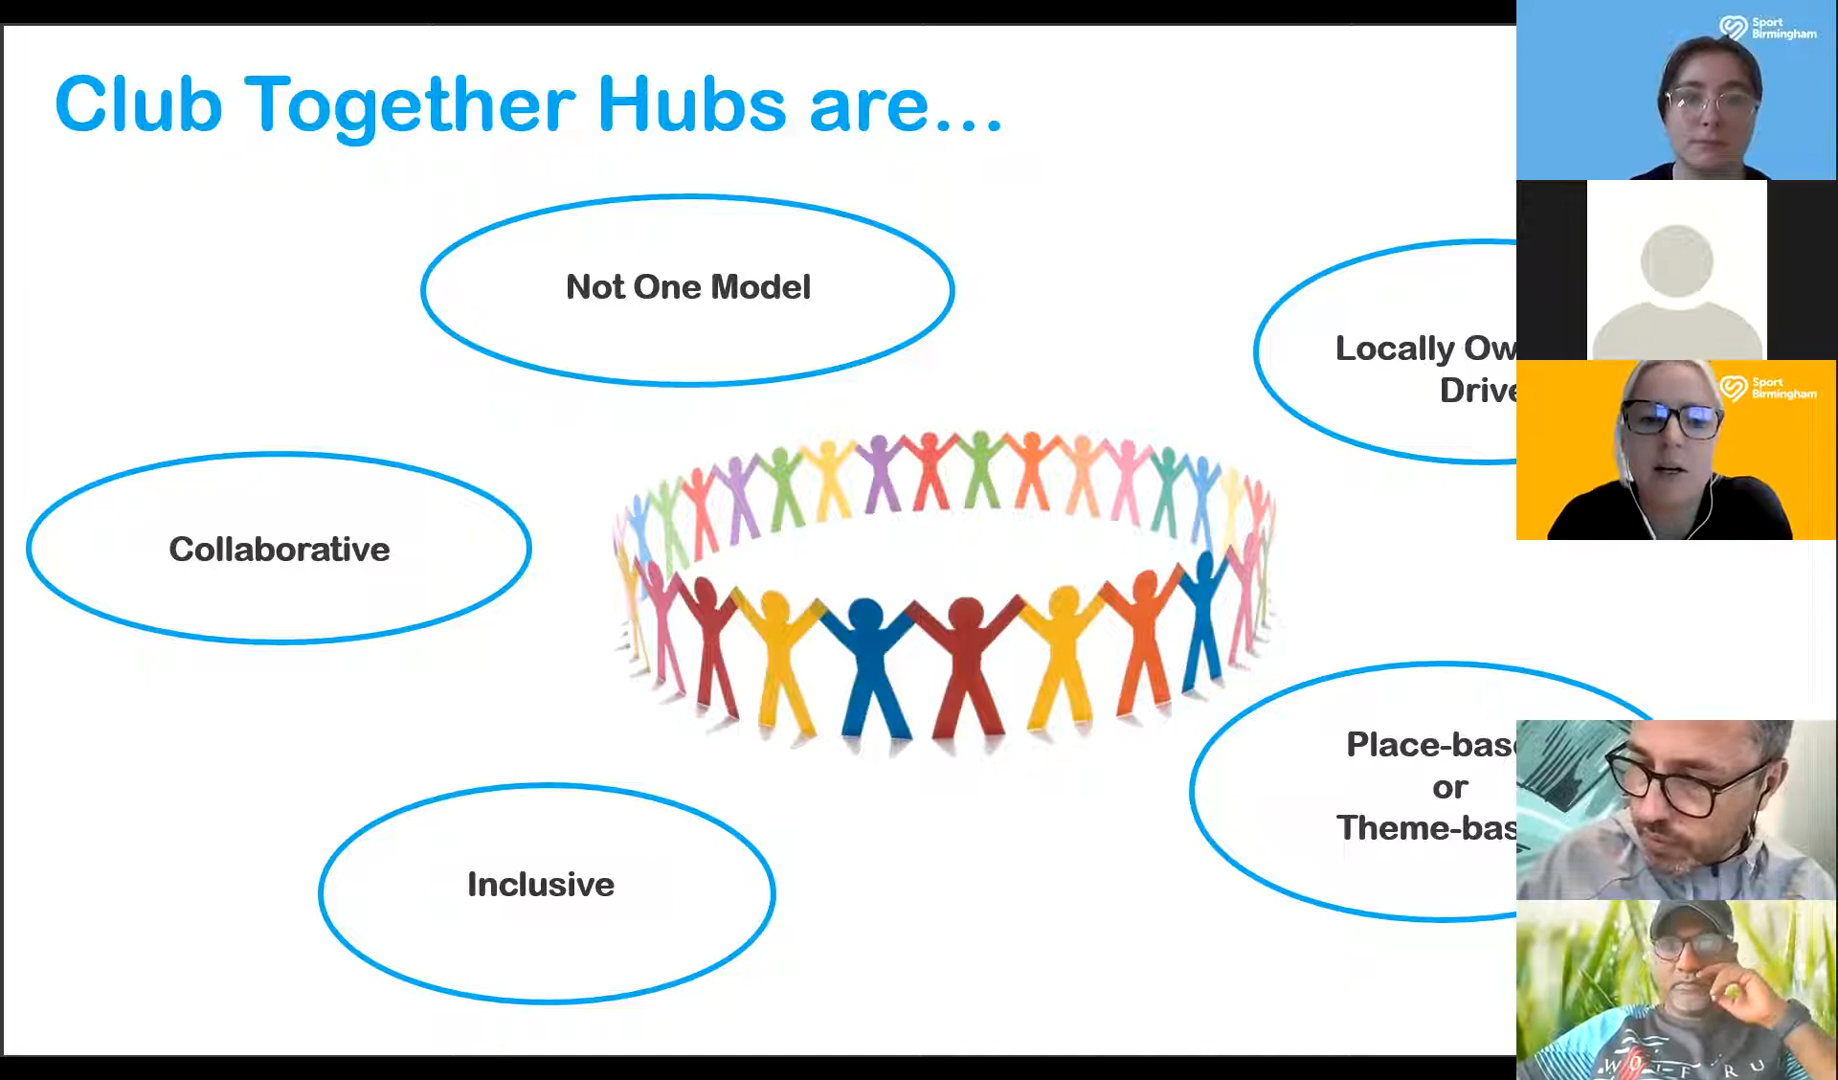 Club Together Hubs are...
Sport
Birmingham
Not One Model
Locally Ow
Drive
Sport
Birmingham
Collaborative
Place-bas
or
Theme-bas
Inclusive